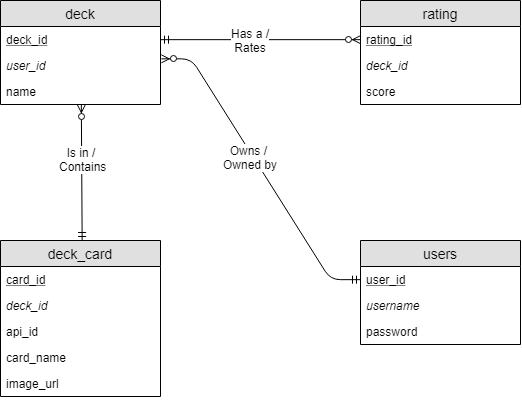 deck
deck_id
user_id
name
Has a /
Rates
rating
rating_id
deck_id
score
Is in /
Contains
Owns /
Owned by
deck_card
card_id
deck_id
api_id
card_name
image_url
users
user_id
username
password